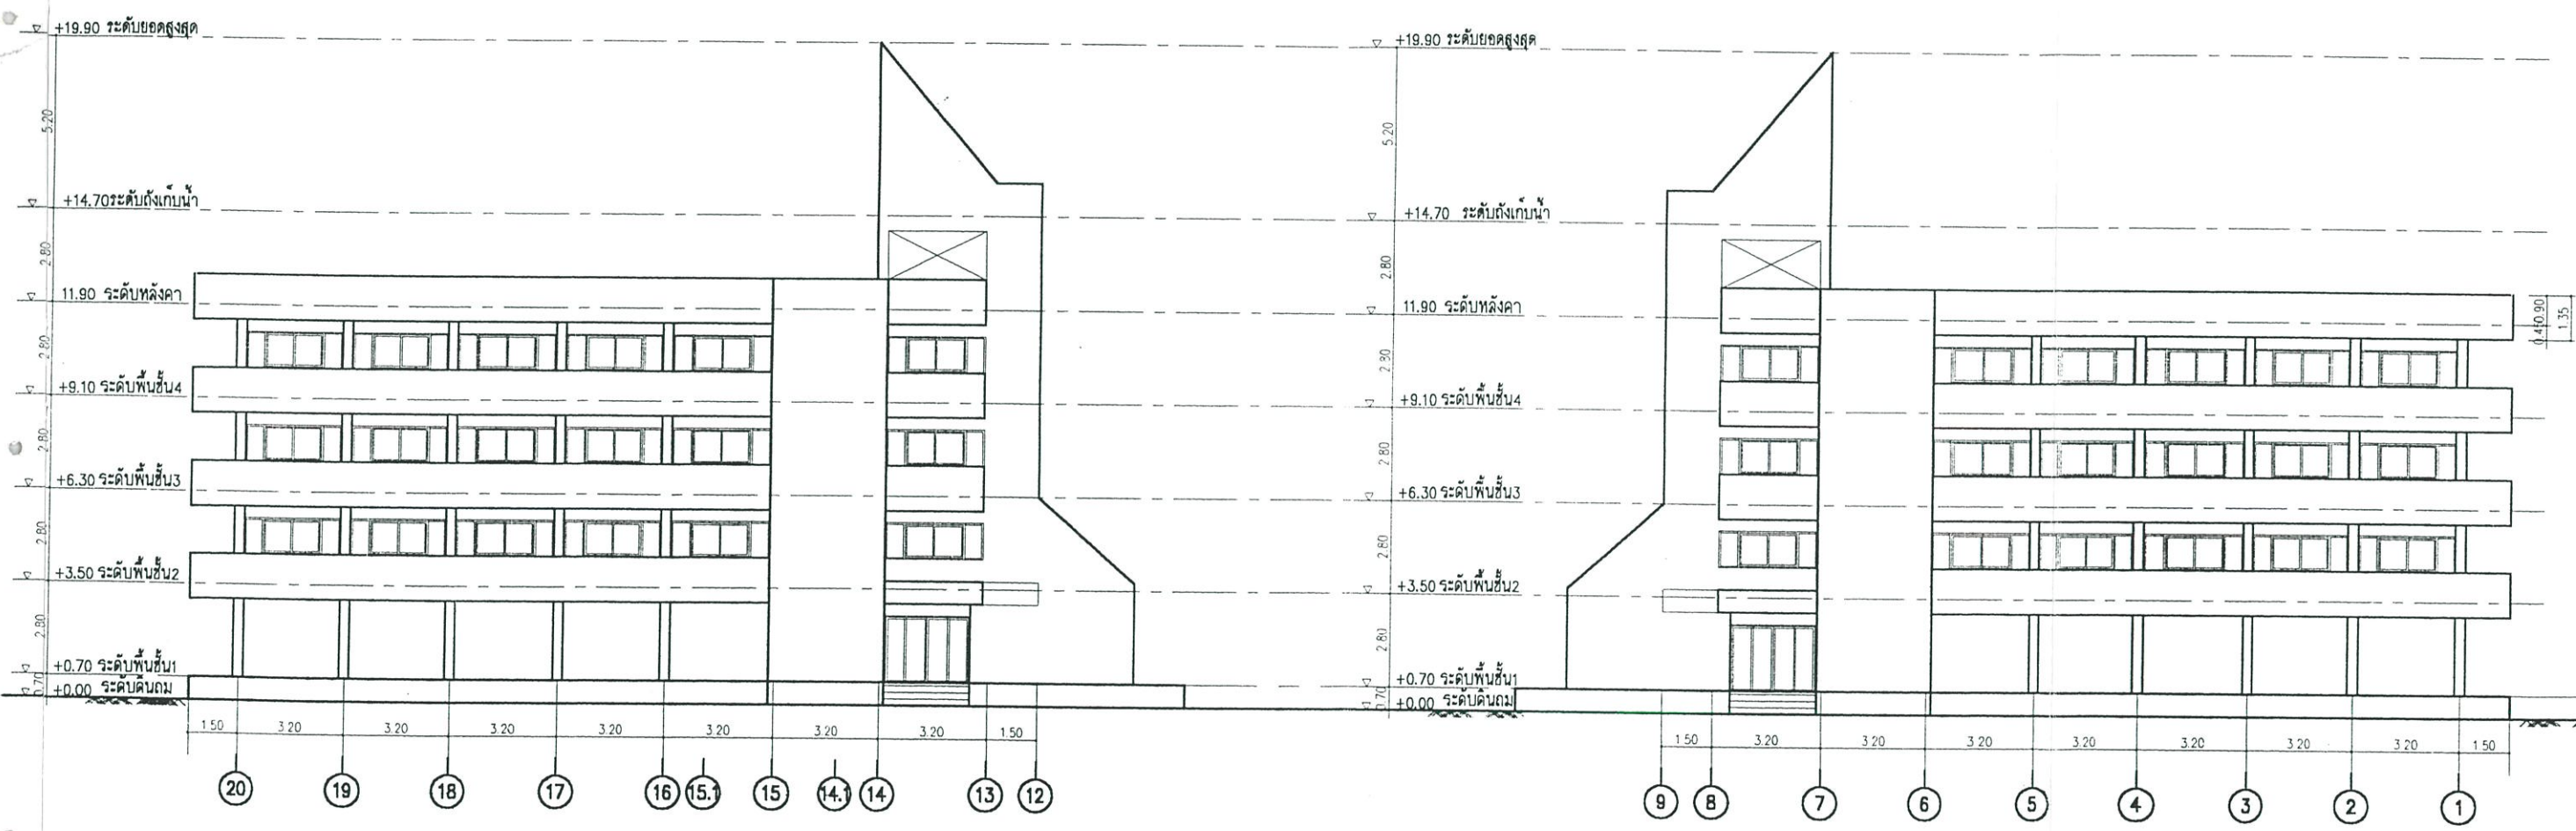 +19.90 ระดับยอดสูงสุด
5.20
+14.70ระดับถังเก็บน้ำ
2.80
11.90 ระดับหลังคา
2.80
+9.10 ระดับพื้นชั้น4
2.80
+6.30 ระดับพื้นชั้น3
2.80
+3.50 ระดับพื้นชั้น2
2.80
+0.70 ระดับพื้นชั้น1
0.70
+0.00 ระดับดินถม
1.50 3.20 3.20 3.20 3.20 3.20 3.20 3.20 1.50
20 19 18 17 16 15.1 15 14.1 14 13 12
+19.90 ระดับยอดสูงสุด
5.20
+14.70 ระดับถังเก็บน้ำ
2.80
11.90 ระดับหลังคา
0.45 0.90 1.35
2.80
+9.10 ระดับพื้นชั้น4
2.80
+6.30 ระดับพื้นชั้น3
2.80
+3.50 ระดับพื้นชั้น2
2.80
+0.70 ระดับพื้นชั้น1
0.70
+0.00 ระดับดินถม
1.50 3.20 3.20 3.20 3.20 3.20 3.20 3.20 1.50
9 8 7 6 5 4 3 2 1